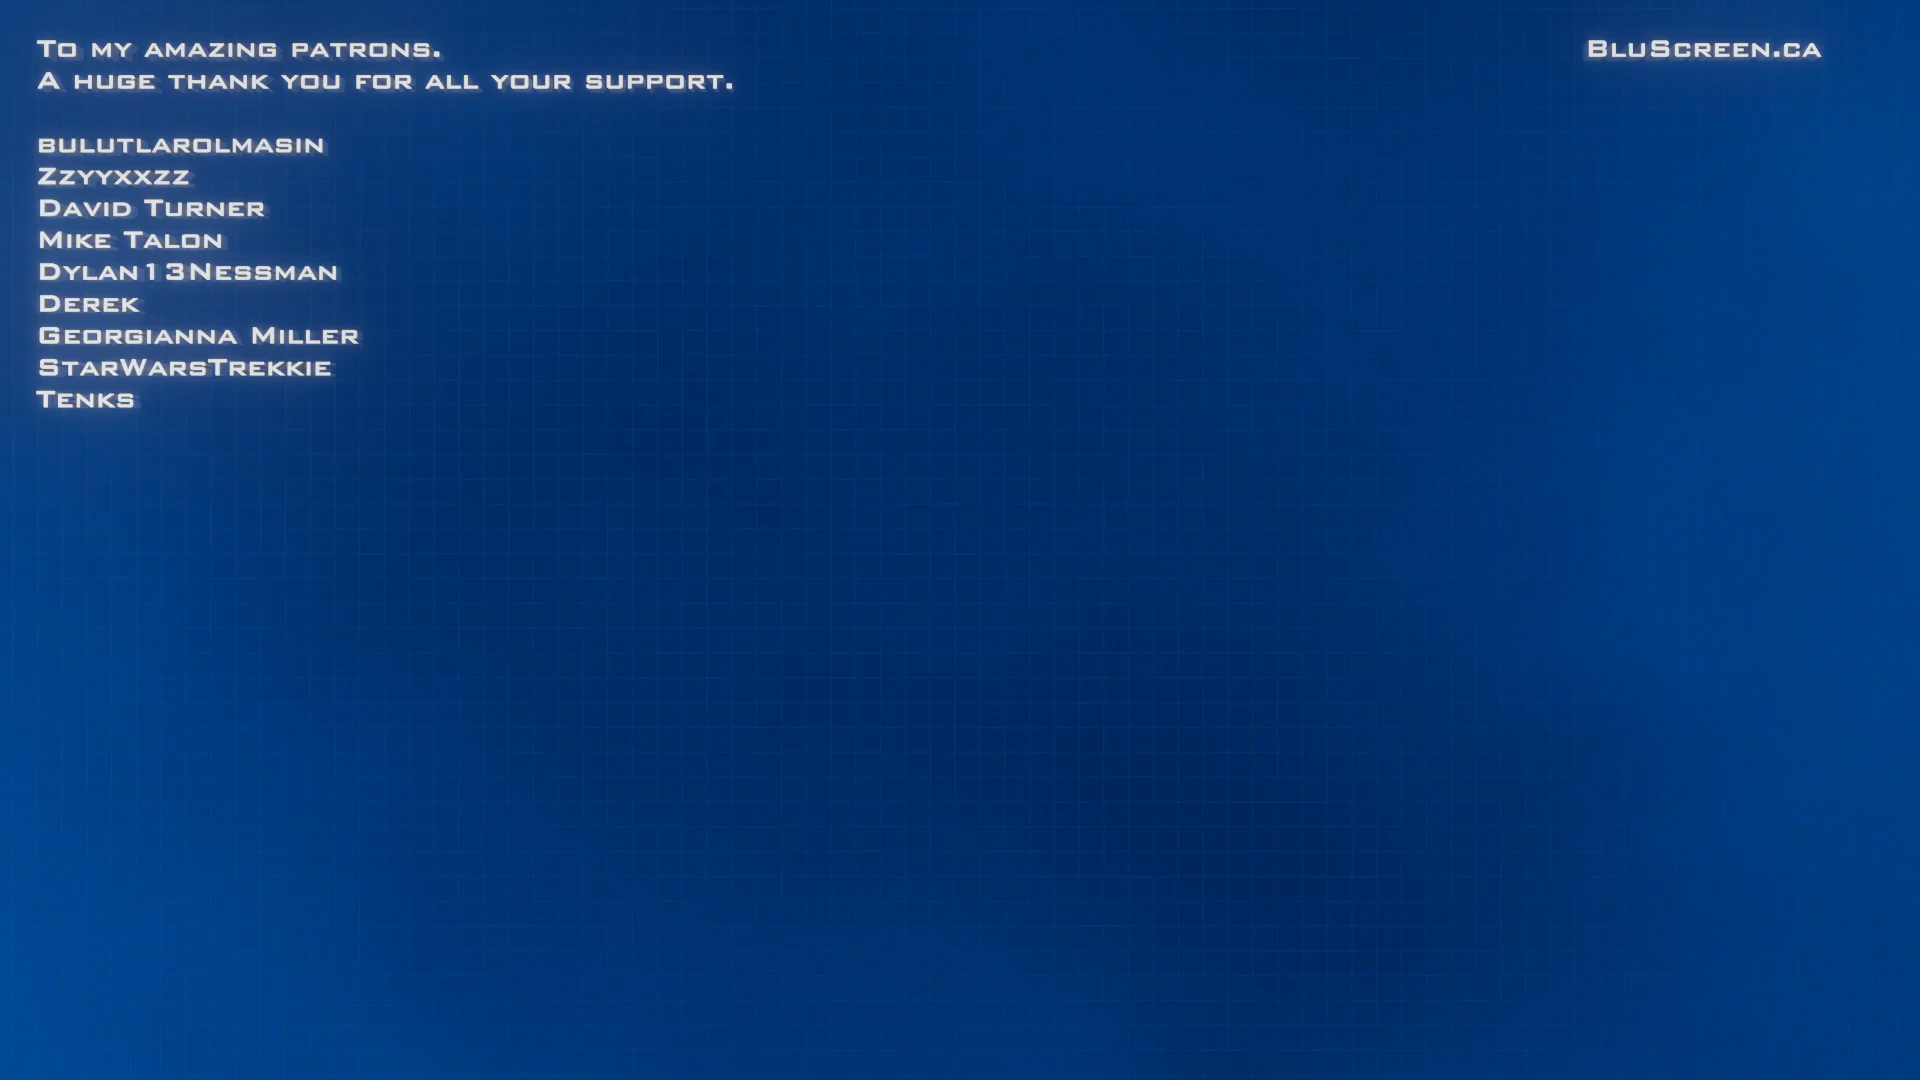 To my amazing patrons.
A huge thank you for all your support.
BluScreen.ca
bulutlarolmasin
Zzyyxxzz
David Turner
Mike Talon
Dylan13Nessman
Derek
Georgianna Miller
StarWarsTrekkie
Tenks